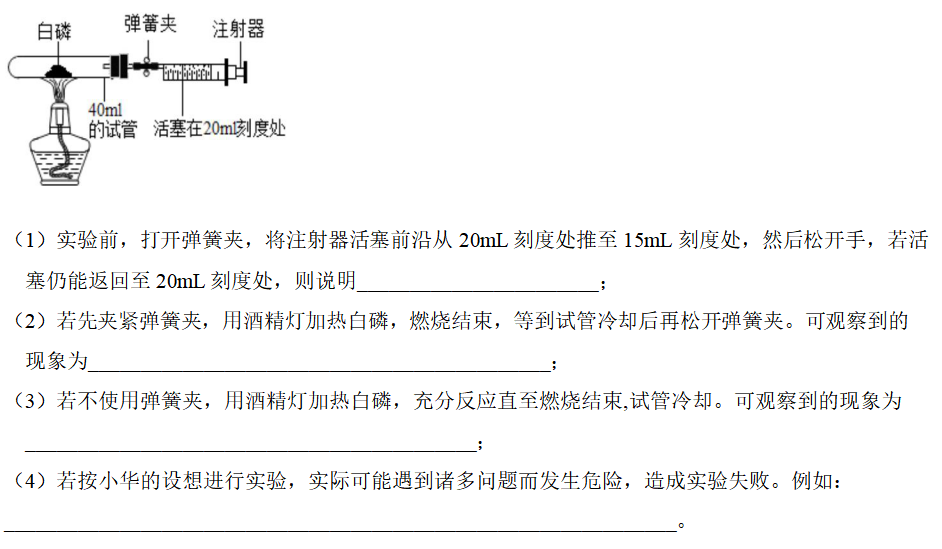 白磷
弹簧夹
注射器
40ml
的试管
活塞在20ml刻度处
（1）实验前，打开弹簧夹，将注射器活塞前沿从 20mL 刻度处推至 15mL 刻度处，然后松开手，若活
塞仍能返回至 20mL 刻度处，则说明______________________；
（2）若先夹紧弹簧夹，用酒精灯加热白磷，燃烧结束，等到试管冷却后再松开弹簧夹。可观察到的
现象为__________________________________________；
（3）若不使用弹簧夹，用酒精灯加热白磷，充分反应直至燃烧结束,试管冷却。可观察到的现象为
_________________________________________；
（4）若按小华的设想进行实验，实际可能遇到诸多问题而发生危险，造成实验失败。例如：
_____________________________________________________________。